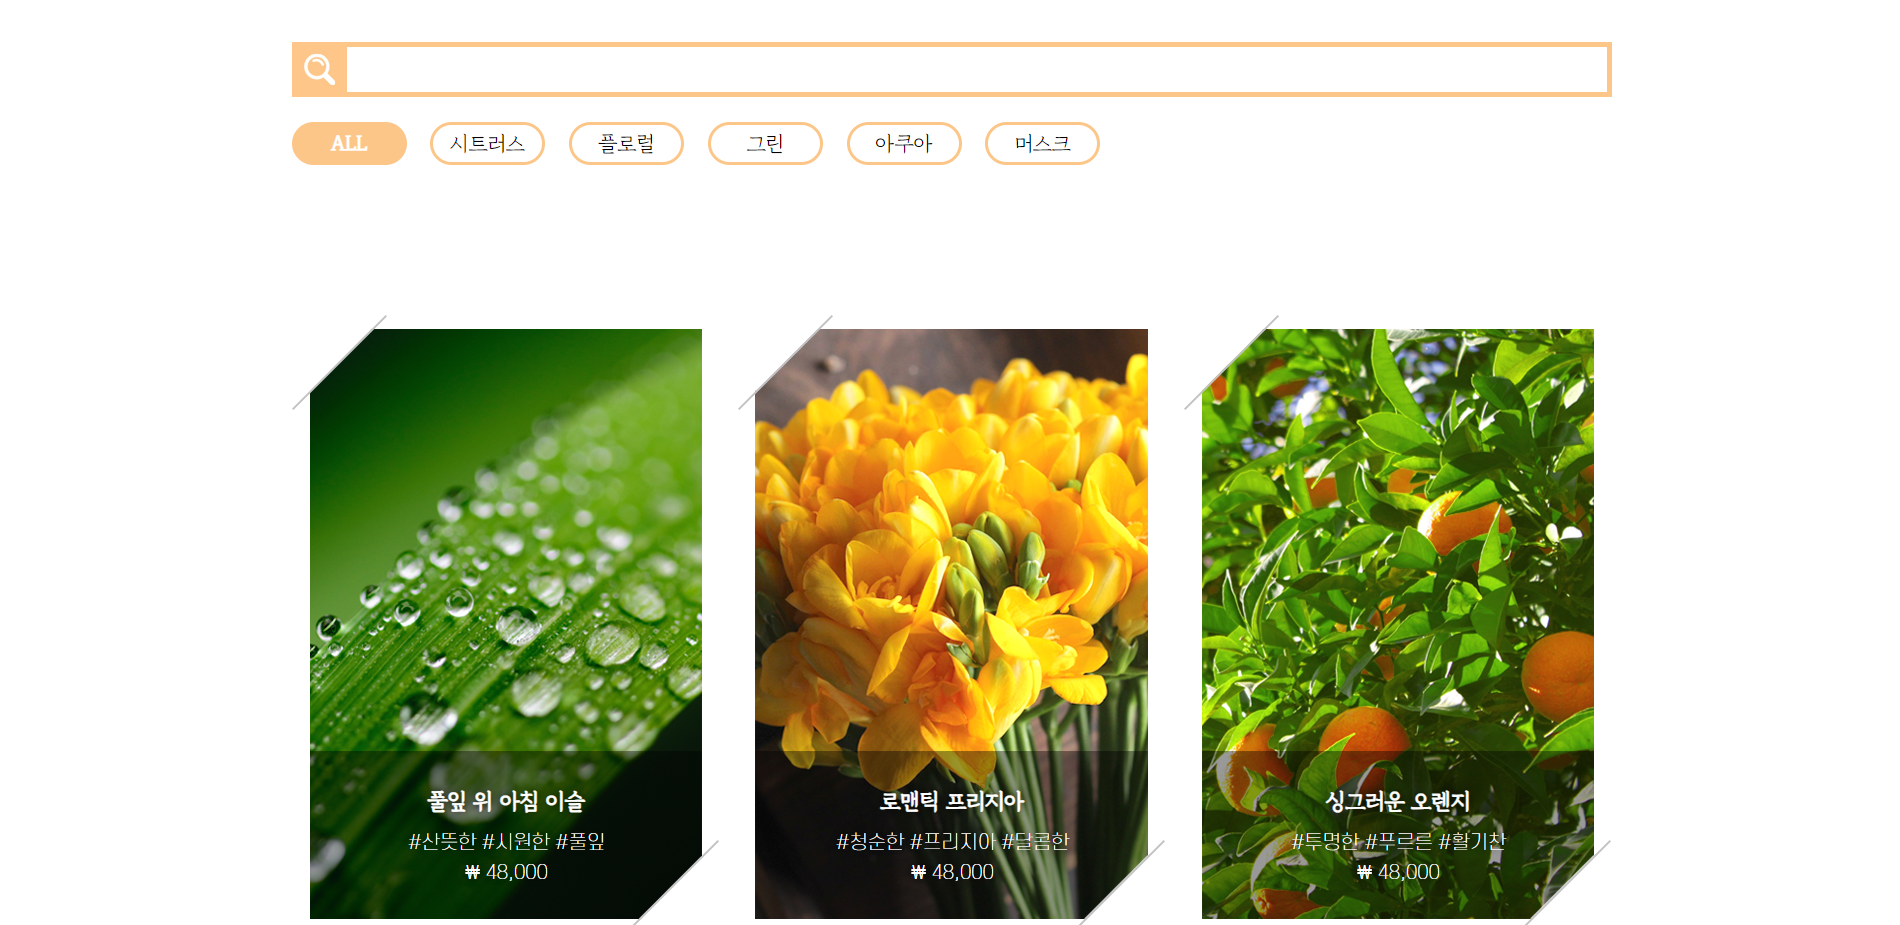 ALL
시트러스
플로럴
그린
아쿠아
머스크
풀잎 위 아침 이슬
#산뜻한 #시원한 #풀잎
₩ 48,000
로맨틱 프리지아
#청순한 #프리지아 #달콤한
₩ 48,000
싱그러운 오렌지
#투명한 #푸르른 #활기찬
₩ 48,000